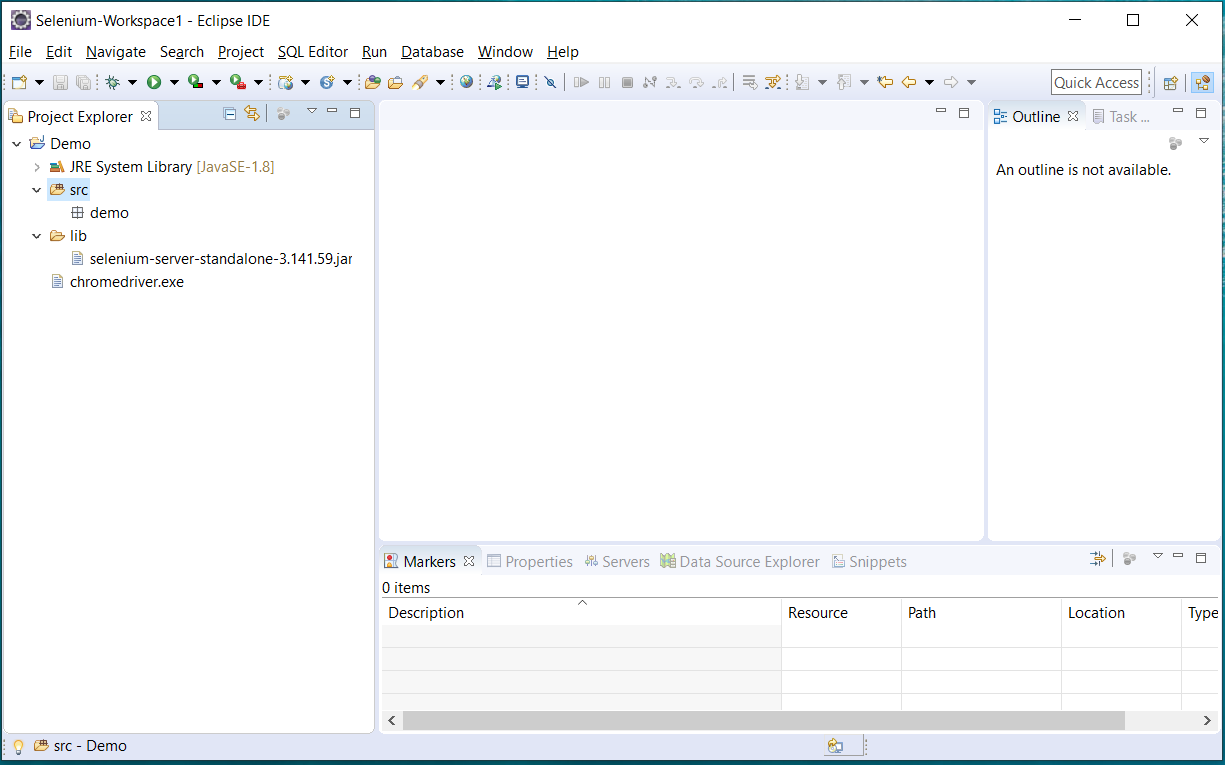 Selenium-Workspace1 - Eclipse IDE
File Edit Navigate Search Project SQL Editor Run Database Window Help
Quick Access
Project Explorer
Demo
JRE System Library [JavaSE-1.8]
src
demo
lib
selenium-server-standalone-3.141.59.jar
chromedriver.exe
Outline Task ...
An outline is not available.
Markers Properties Servers Data Source Explorer Snippets
0 items
Description Resource Path Location Type
src - Demo